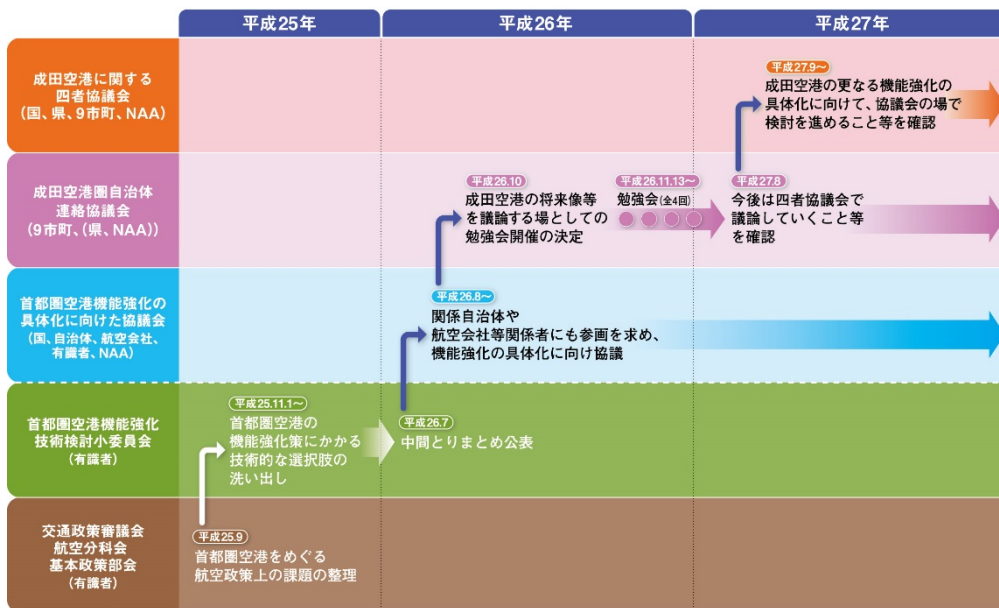 平成25年
平成26年
平成27年
成田空港に関する
四者協議会
(国、県、9市町、NAA)
平成27.9~
成田空港の更なる機能強化の
具体化に向けて、協議会の場で
検討を進めること等を確認
成田空港圏自治体
連絡協議会
(9市町、(県、NAA))
平成26.10
成田空港の将来像等
を議論する場としての
勉強会開催の決定
平成26.11.13~
勉強会(全4回)
平成27.8
今後は四者協議会で
議論していくこと等
を確認
首都圏空港機能強化の
具体化に向けた協議会
(国、自治体、航空会社、
有識者、NAA)
平成26.8~
関係自治体や
航空会社等関係者にも参画を求め、
機能強化の具体化に向け協議
首都圏空港機能強化
技術検討小委員会
(有識者)
平成25.11.1~
首都圏空港の
機能強化策にかかる
技術的な選択肢の
洗い出し
平成26.7
中間とりまとめ公表
交通政策審議会
航空分科会
基本政策部会
(有識者)
平成25.9
首都圏空港をめぐる
航空政策上の課題の整理